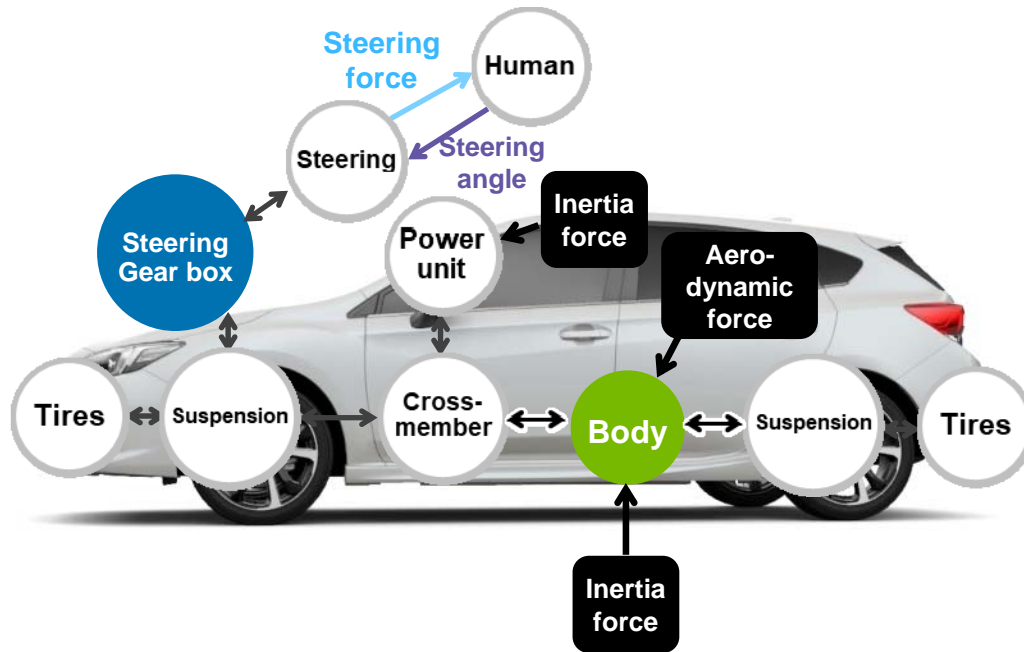 Steering
force
Human
Steering
Steering
angle
Inertia
force
Power
unit
Steering
Gear box
Aero-
dynamic
force
Tires
Suspension
Cross-
member
Body
Suspension
Tires
Inertia
force